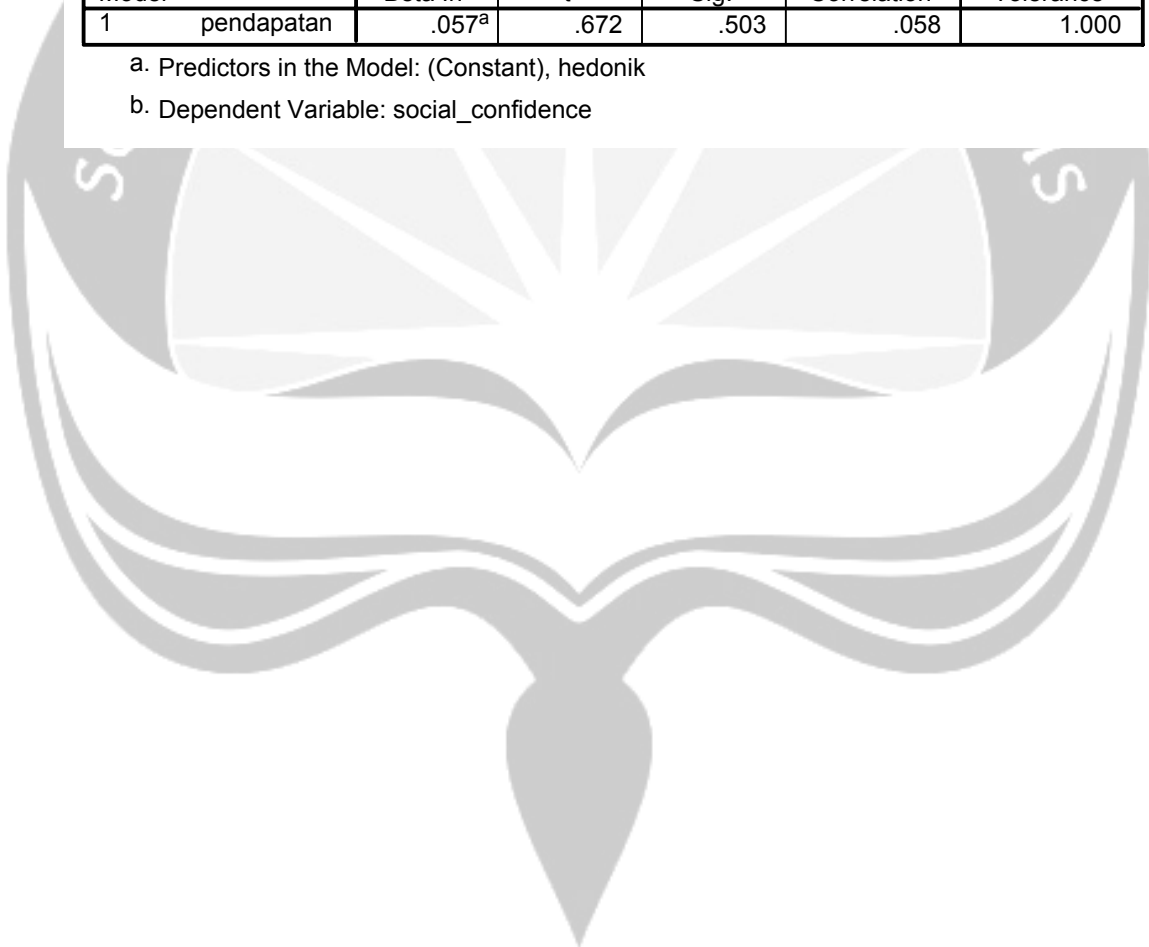 1 pendapatan .057a .672 .503 .058 1.000
a. Predictors in the Model: (Constant), hedonik
b. Dependent Variable: social_confidence